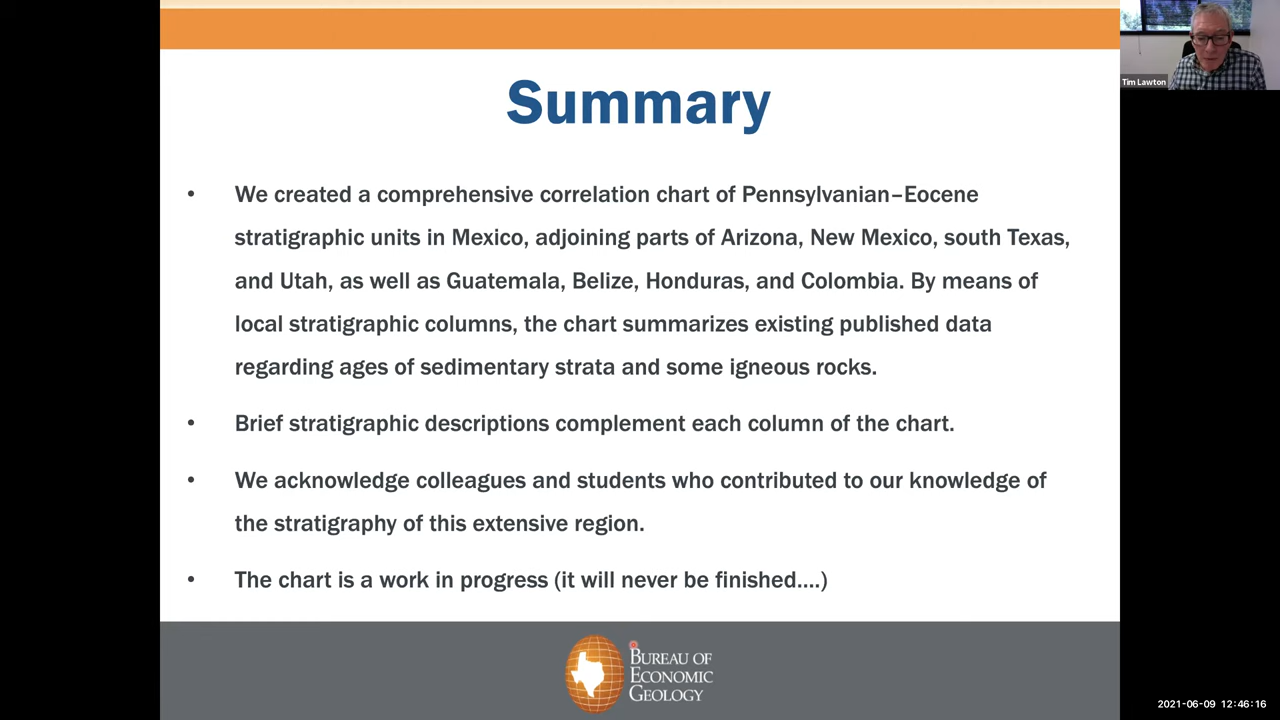 Summary
Tim Lawton
• We created a comprehensive correlation chart of Pennsylvanian–Eocene
stratigraphic units in Mexico, adjoining parts of Arizona, New Mexico, south Texas,
and Utah, as well as Guatemala, Belize, Honduras, and Colombia. By means of
local stratigraphic columns, the chart summarizes existing published data
regarding ages of sedimentary strata and some igneous rocks.
• Brief stratigraphic descriptions complement each column of the chart.
• We acknowledge colleagues and students who contributed to our knowledge of
the stratigraphy of this extensive region.
• The chart is a work in progress (it will never be finished....)
BUREAU OF
ECONOMIC
GEOLOGY
2021-06-09 12:46:16